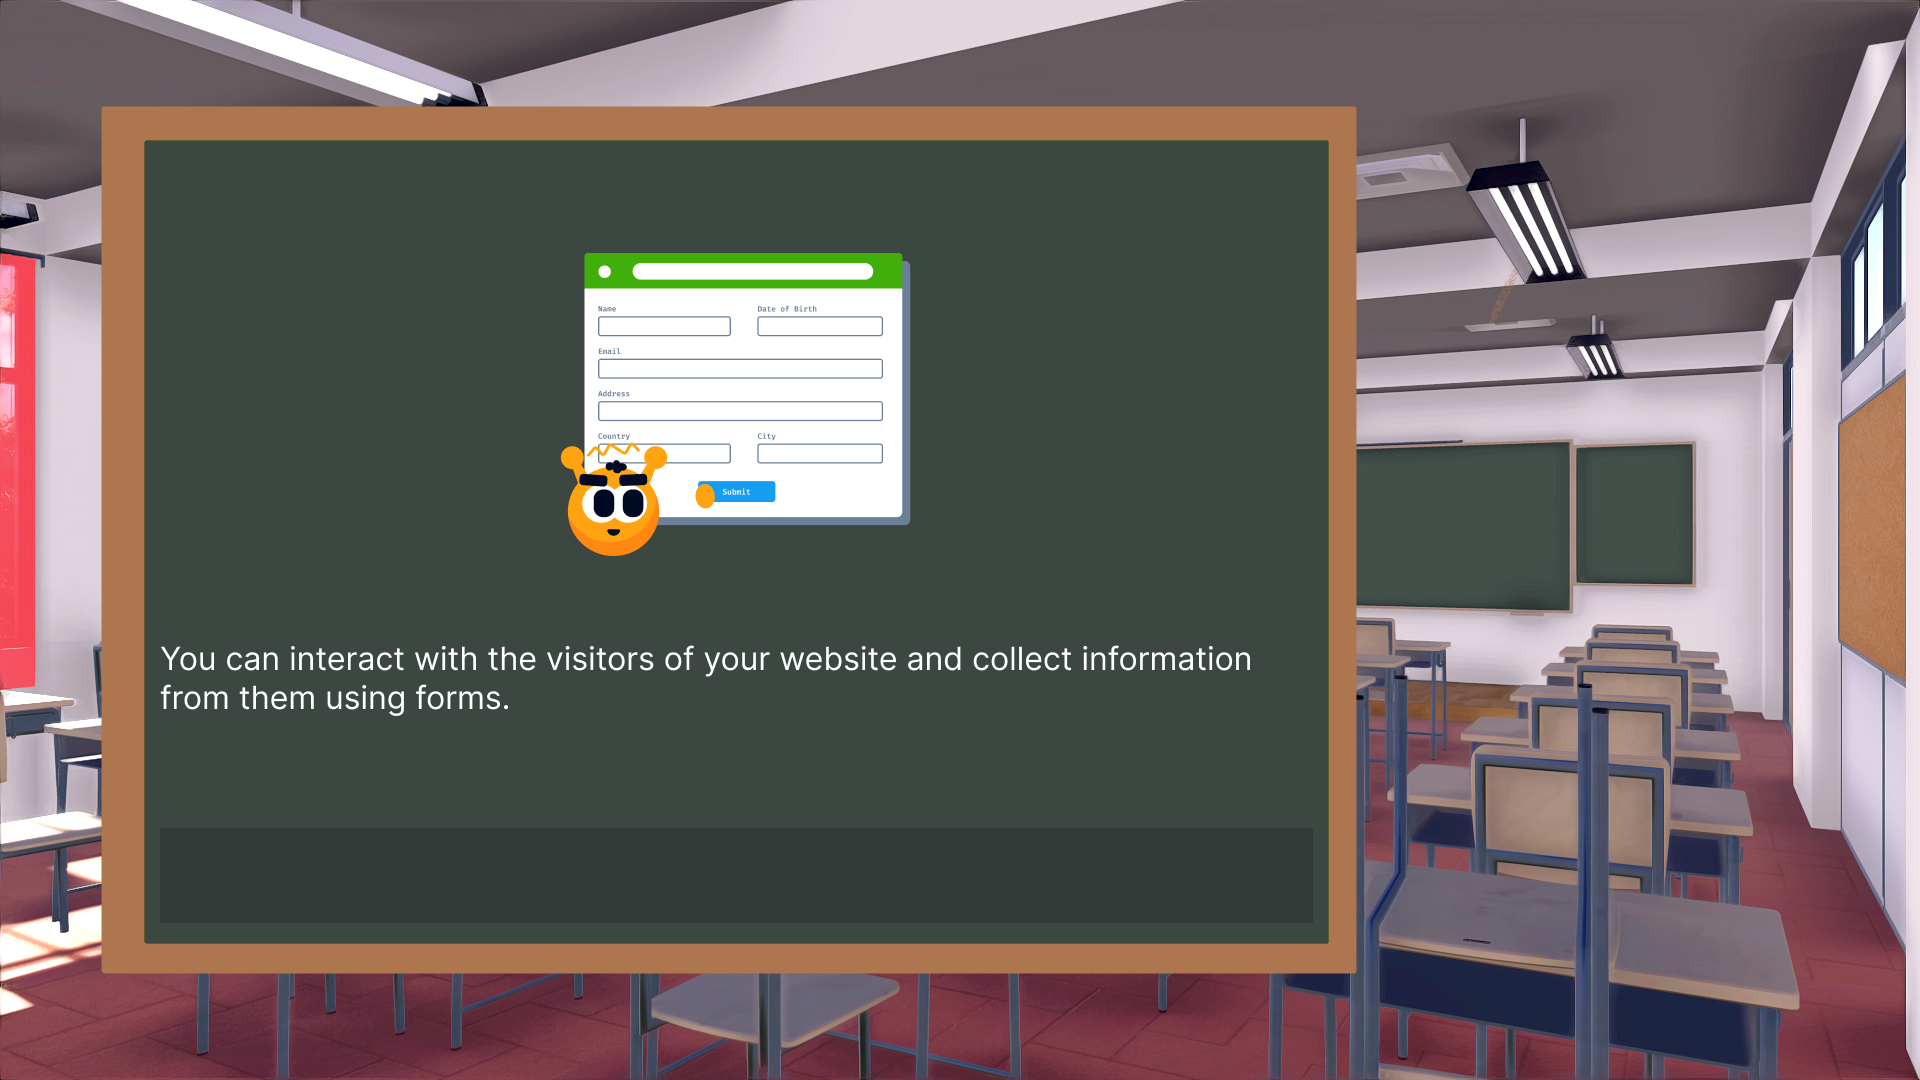 Name
Date of Birth
Email
Address
Country
City
Submit
You can interact with the visitors of your website and collect information
from them using forms.